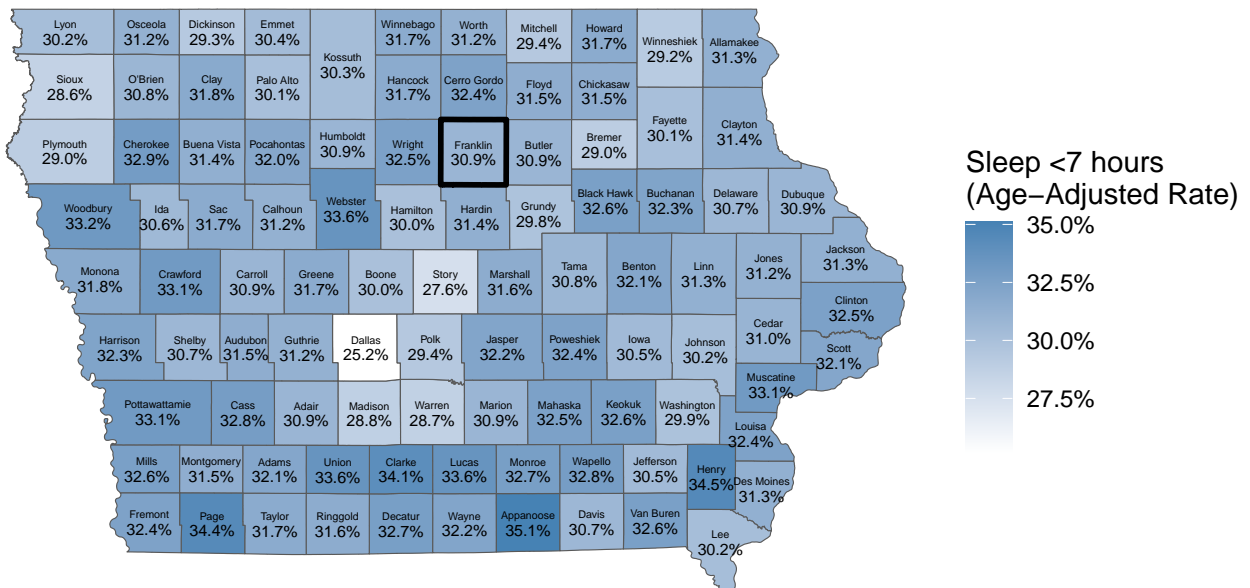 Lyon
30.2%
Osceola
31.2%
Dickinson
29.3%
Emmet
30.4%
Kossuth
30.3%
Winnebago
31.7%
Worth
31.2%
Mitchell
29.4%
Howard
31.7%
Winneshiek
29.2%
Allamakee
31.3%
Sioux
28.6%
O'Brien
30.8%
Clay
31.8%
Palo Alto
30.1%
Hancock
31.7%
Cerro Gordo
32.4%
Floyd
31.5%
Chickasaw
31.5%
Fayette
30.1%
Clayton
31.4%
Plymouth
29.0%
Cherokee
32.9%
Buena Vista
31.4%
Pocahontas
32.0%
Humboldt
30.9%
Wright
32.5%
Franklin
30.9%
Butler
30.9%
Bremer
29.0%
Woodbury
33.2%
Ida
30.6%
Sac
31.7%
Calhoun
31.2%
Webster
33.6%
Hamilton
30.0%
Hardin
31.4%
Grundy
29.8%
Black Hawk
32.6%
Buchanan
32.3%
Delaware
30.7%
Dubuque
30.9%
Monona
31.8%
Crawford
33.1%
Carroll
30.9%
Greene
31.7%
Boone
30.0%
Story
27.6%
Marshall
31.6%
Tama
30.8%
Benton
32.1%
Linn
31.3%
Jones
31.2%
Jackson
31.3%
Clinton
32.5%
Harrison
32.3%
Shelby
30.7%
Audubon
31.5%
Guthrie
31.2%
Dallas
25.2%
Polk
29.4%
Jasper
32.2%
Poweshiek
32.4%
Iowa
30.5%
Johnson
30.2%
Cedar
31.0%
Scott
32.1%
Muscatine
33.1%
Pottawattamie
33.1%
Cass
32.8%
Adair
30.9%
Madison
28.8%
Warren
28.7%
Marion
30.9%
Mahaska
32.5%
Keokuk
32.6%
Washington
29.9%
Louisa
32.4%
Mills
32.6%
Montgomery
31.5%
Adams
32.1%
Union
33.6%
Clarke
34.1%
Lucas
33.6%
Monroe
32.7%
Wapello
32.8%
Jefferson
30.5%
Henry
34.5%
Des Moines
31.3%
Fremont
32.4%
Page
34.4%
Taylor
31.7%
Ringgold
31.6%
Decatur
32.7%
Wayne
32.2%
Appanoose
35.1%
Davis
30.7%
Van Buren
32.6%
Lee
30.2%
Sleep <7 hours
(Age−Adjusted Rate)
35.0%
32.5%
30.0%
27.5%